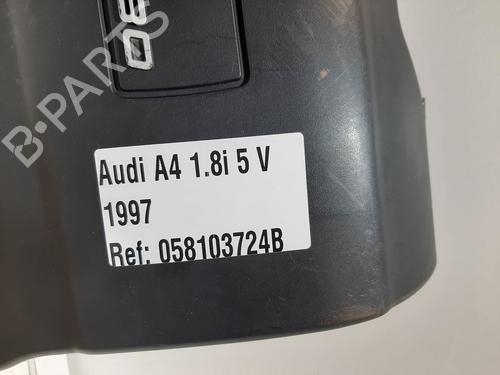 Audi A4 1.8i 5 V
1997
Ref: 058103724B
B-PARTS